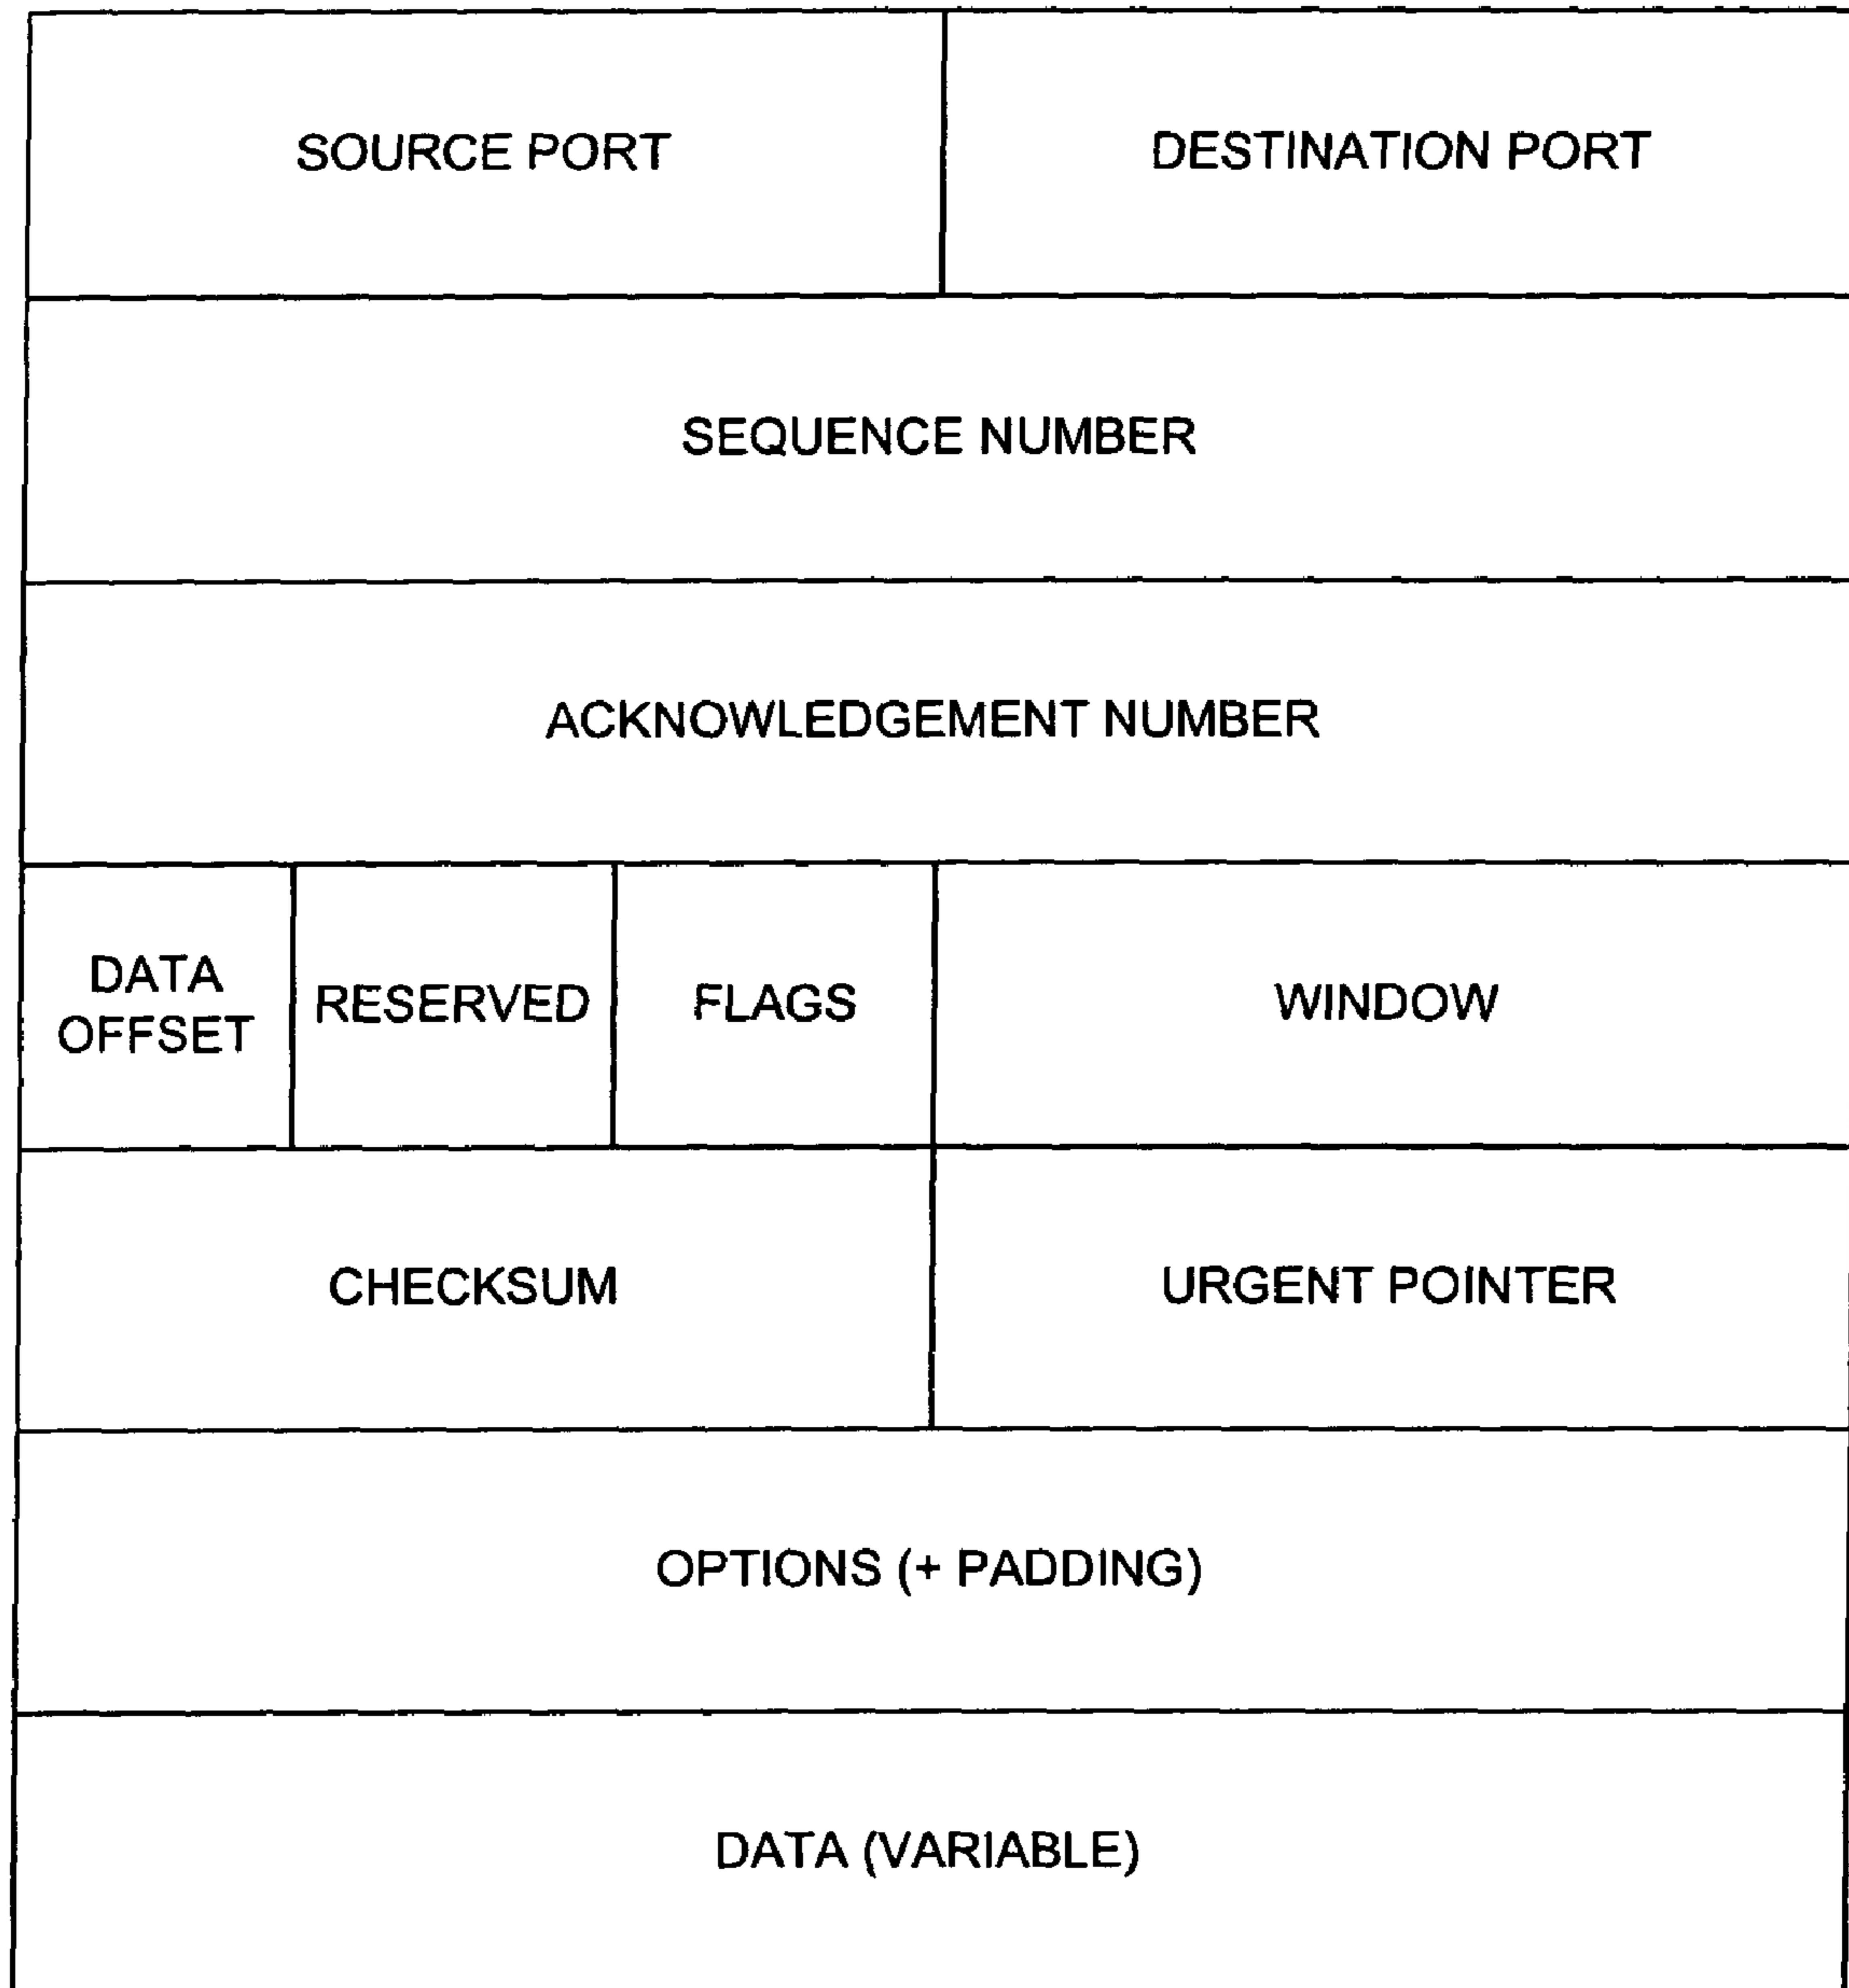 SOURCE PORT
DESTINATION PORT
SEQUENCE NUMBER
ACKNOWLEDGEMENT NUMBER
DATA
OFFSET
RESERVED
FLAGS
WINDOW
CHECKSUM
URGENT POINTER
OPTIONS (+ PADDING)
DATA (VARIABLE)